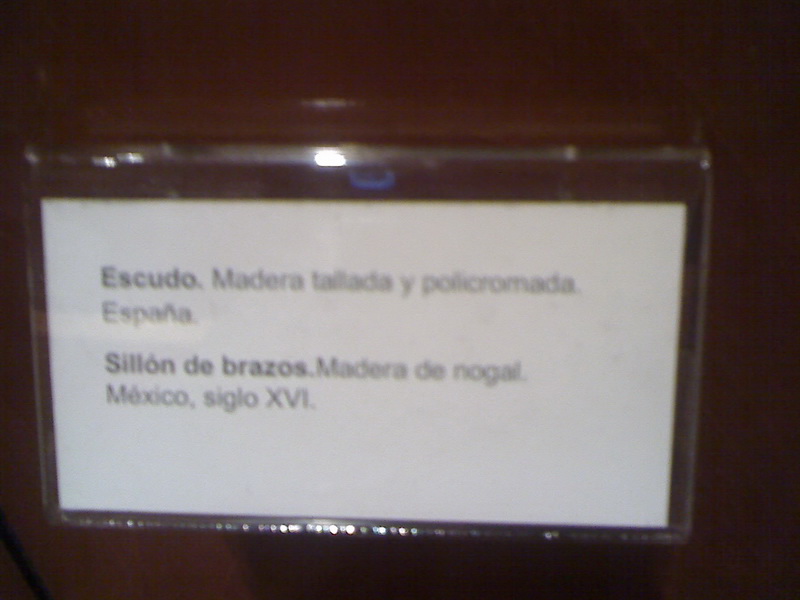 Escudo. Madera tallada y policromada.
España.
Sillón de brazos.Madera de nogal.
México, siglo XVI.